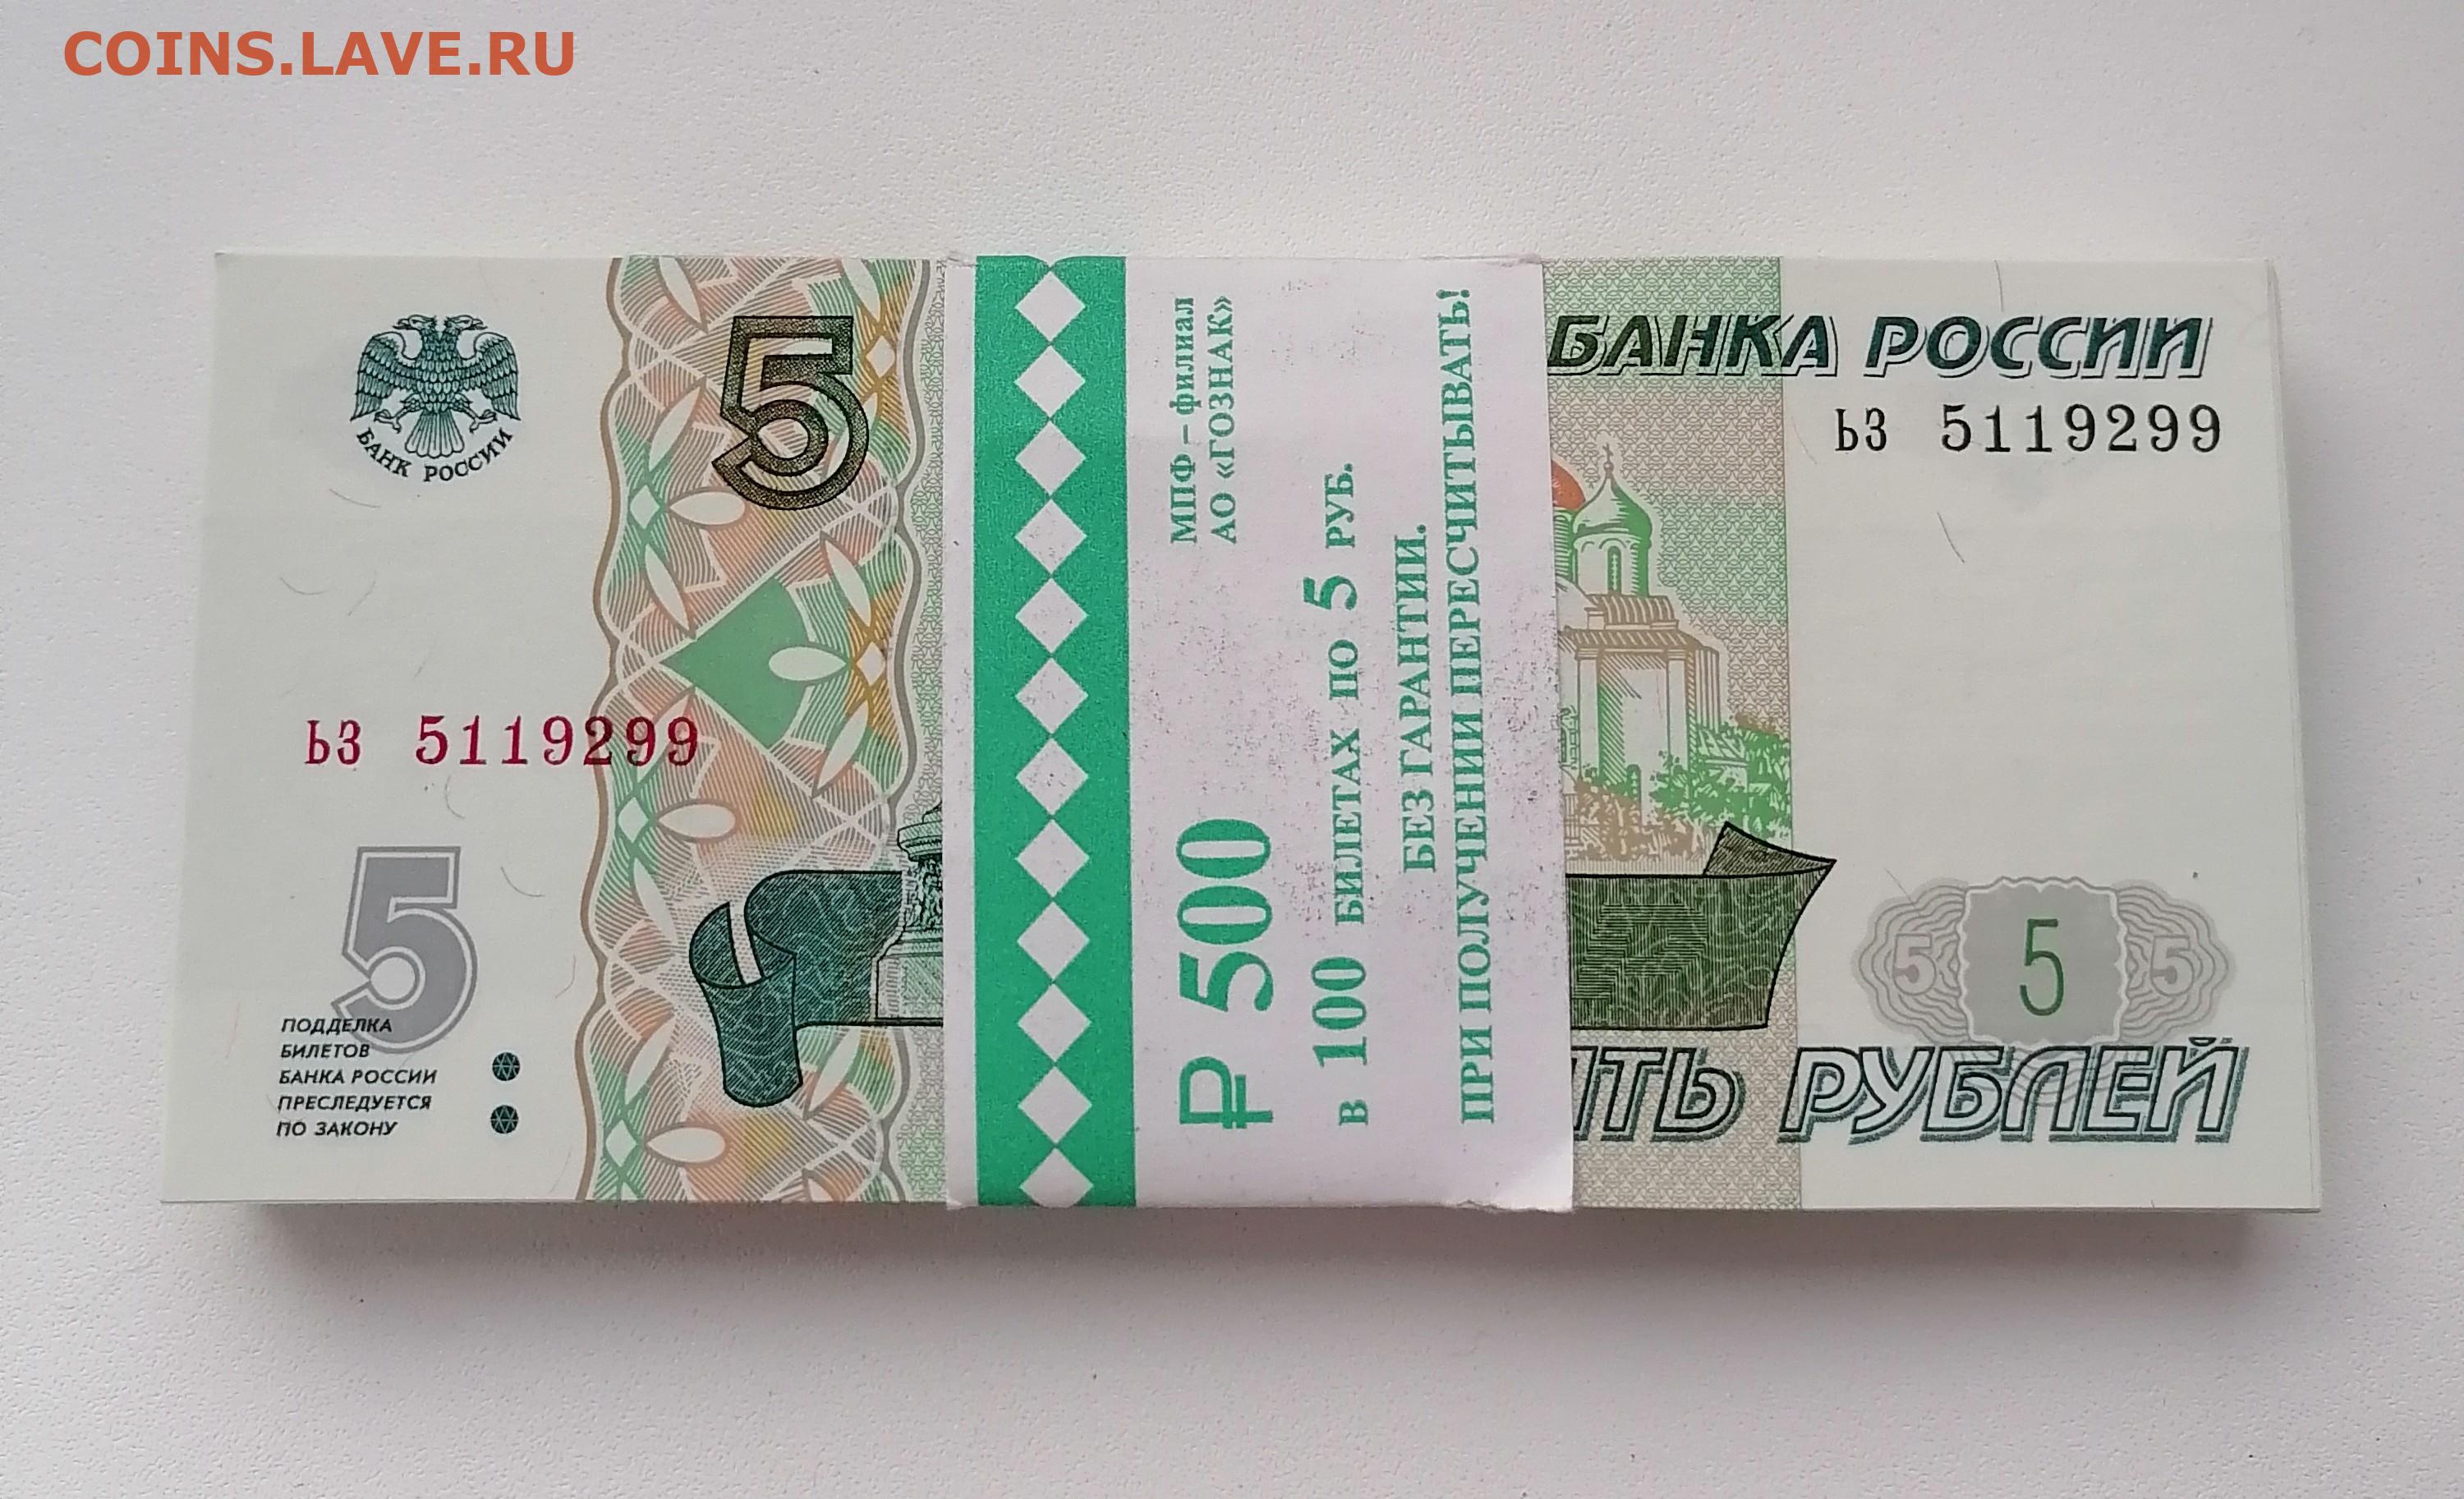 COINS.LAVE.RU
БАНК РОССИИ
5
ьз 5119299
5
ПОДДЕЛКА
БИЛЕТОВ
БАНКА РОССИИ
ПРЕСЛЕДУЕТСЯ
ПО ЗАКОНУ
МПФ – филиал
АО «ГОЗНАК»
₽ 500
В 100 БИЛЕТАХ ПО 5 РУБ.
БЕЗ ГАРАНТИИ.
ПРИ ПОЛУЧЕНИИ ПЕРЕСЧИТЫВАТЬ!
БАНКА РОССИИ
ьз 5119299
5 5 5
РУБЛЕЙ